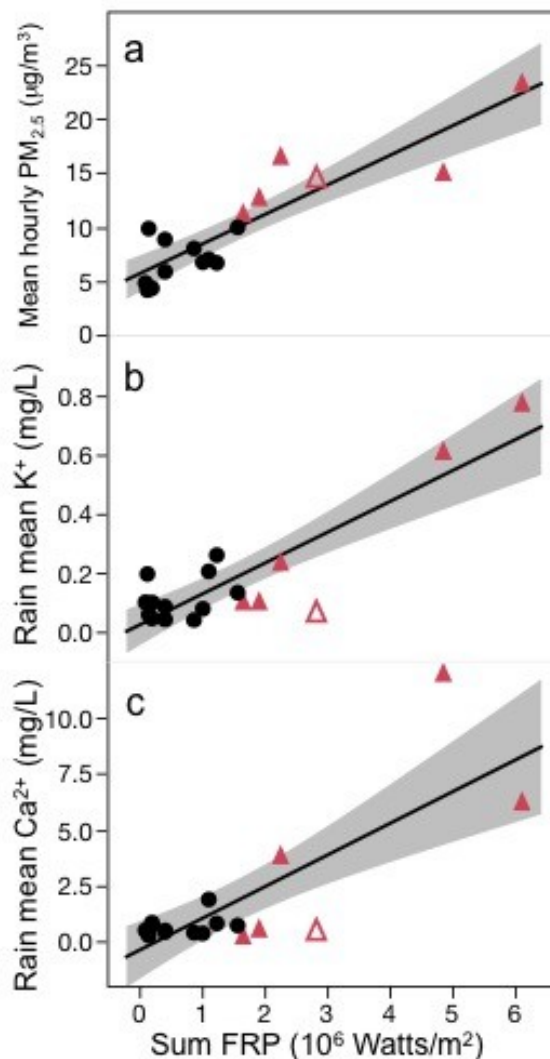 a
25
20
15
10
5
0
Mean hourly PM2.5 (μg/m³)
b
0.8
0.6
0.4
0.2
0.0
Rain mean K⁺ (mg/L)
c
10.0
7.5
5.0
2.5
0.0
Rain mean Ca²⁺ (mg/L)
0 1 2 3 4 5 6
Sum FRP (10⁶ Watts/m²)